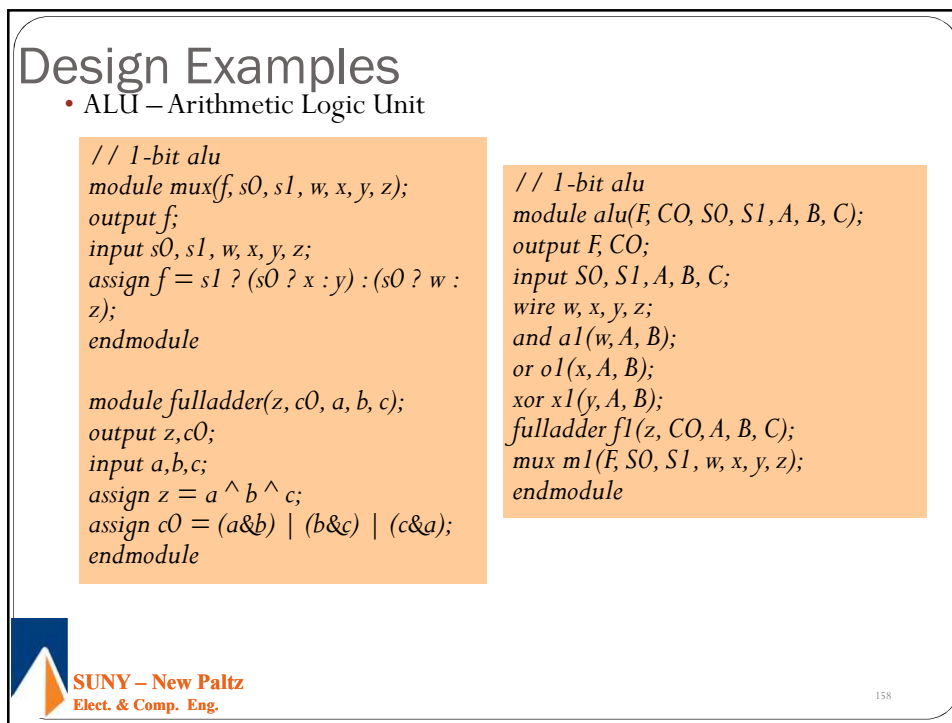 Design Examples
• ALU – Arithmetic Logic Unit
// 1-bit alu
module mux(f, s0, s1, w, x, y, z);
output f;
input s0, s1, w, x, y, z;
assign f = s1 ? (s0 ? x : y) : (s0 ? w :
z);
endmodule
module fulladder(z, c0, a, b, c);
output z,c0;
input a,b,c;
assign z = a ^ b ^ c;
assign c0 = (a&b) | (b&c) | (c&a);
endmodule
// 1-bit alu
module alu(F, CO, S0, S1, A, B, C);
output F, CO;
input S0, S1, A, B, C;
wire w, x, y, z;
and a1(w, A, B);
or o1(x, A, B);
xor x1(y, A, B);
fulladder f1(z, CO, A, B, C);
mux m1(F, S0, S1, w, x, y, z);
endmodule
SUNY – New Paltz
Elect. & Comp. Eng.
158